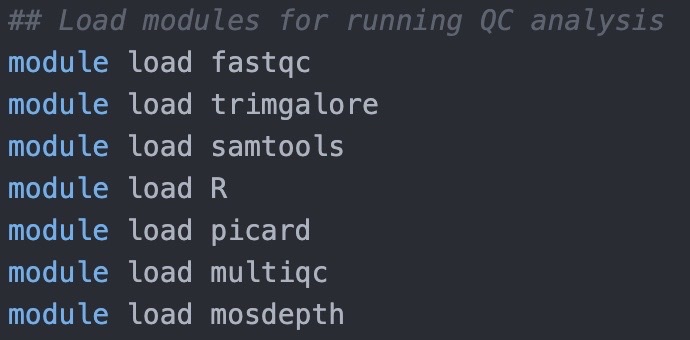 ## Load modules for running QC analysis
module load fastqc
module load trimgalore
module load samtools
module load R
module load picard
module load multiqc
module load mosdepth